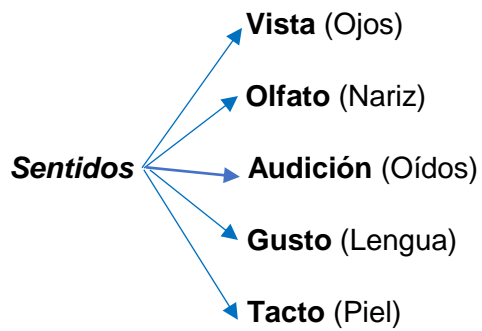 Vista (Ojos)
Olfato (Nariz)
Sentidos
Audición (Oídos)
Gusto (Lengua)
Tacto (Piel)